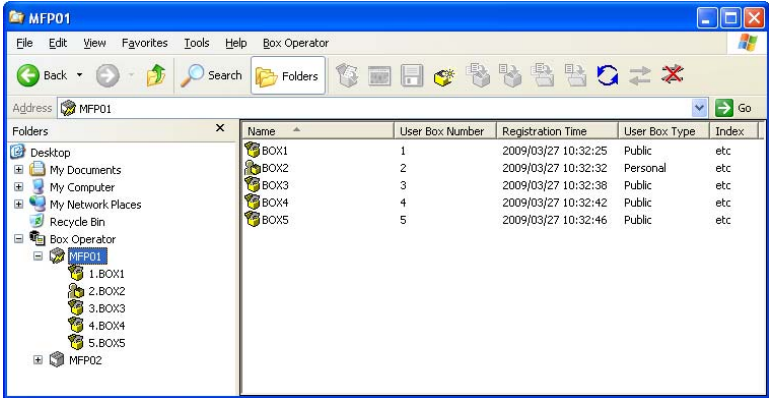 MFP01
File Edit View Favorites Tools Help Box Operator
Back Search Folders
Address MFP01 Go
Folders x
Desktop
My Documents
My Computer
My Network Places
Recycle Bin
Box Operator
MFP01
1.BOX1
2.BOX2
3.BOX3
4.BOX4
5.BOX5
MFP02
Name User Box Number Registration Time User Box Type Index
BOX1 1 2009/03/27 10:32:25 Public etc
BOX2 2 2009/03/27 10:32:32 Personal etc
BOX3 3 2009/03/27 10:32:38 Public etc
BOX4 4 2009/03/27 10:32:42 Public etc
BOX5 5 2009/03/27 10:32:46 Public etc